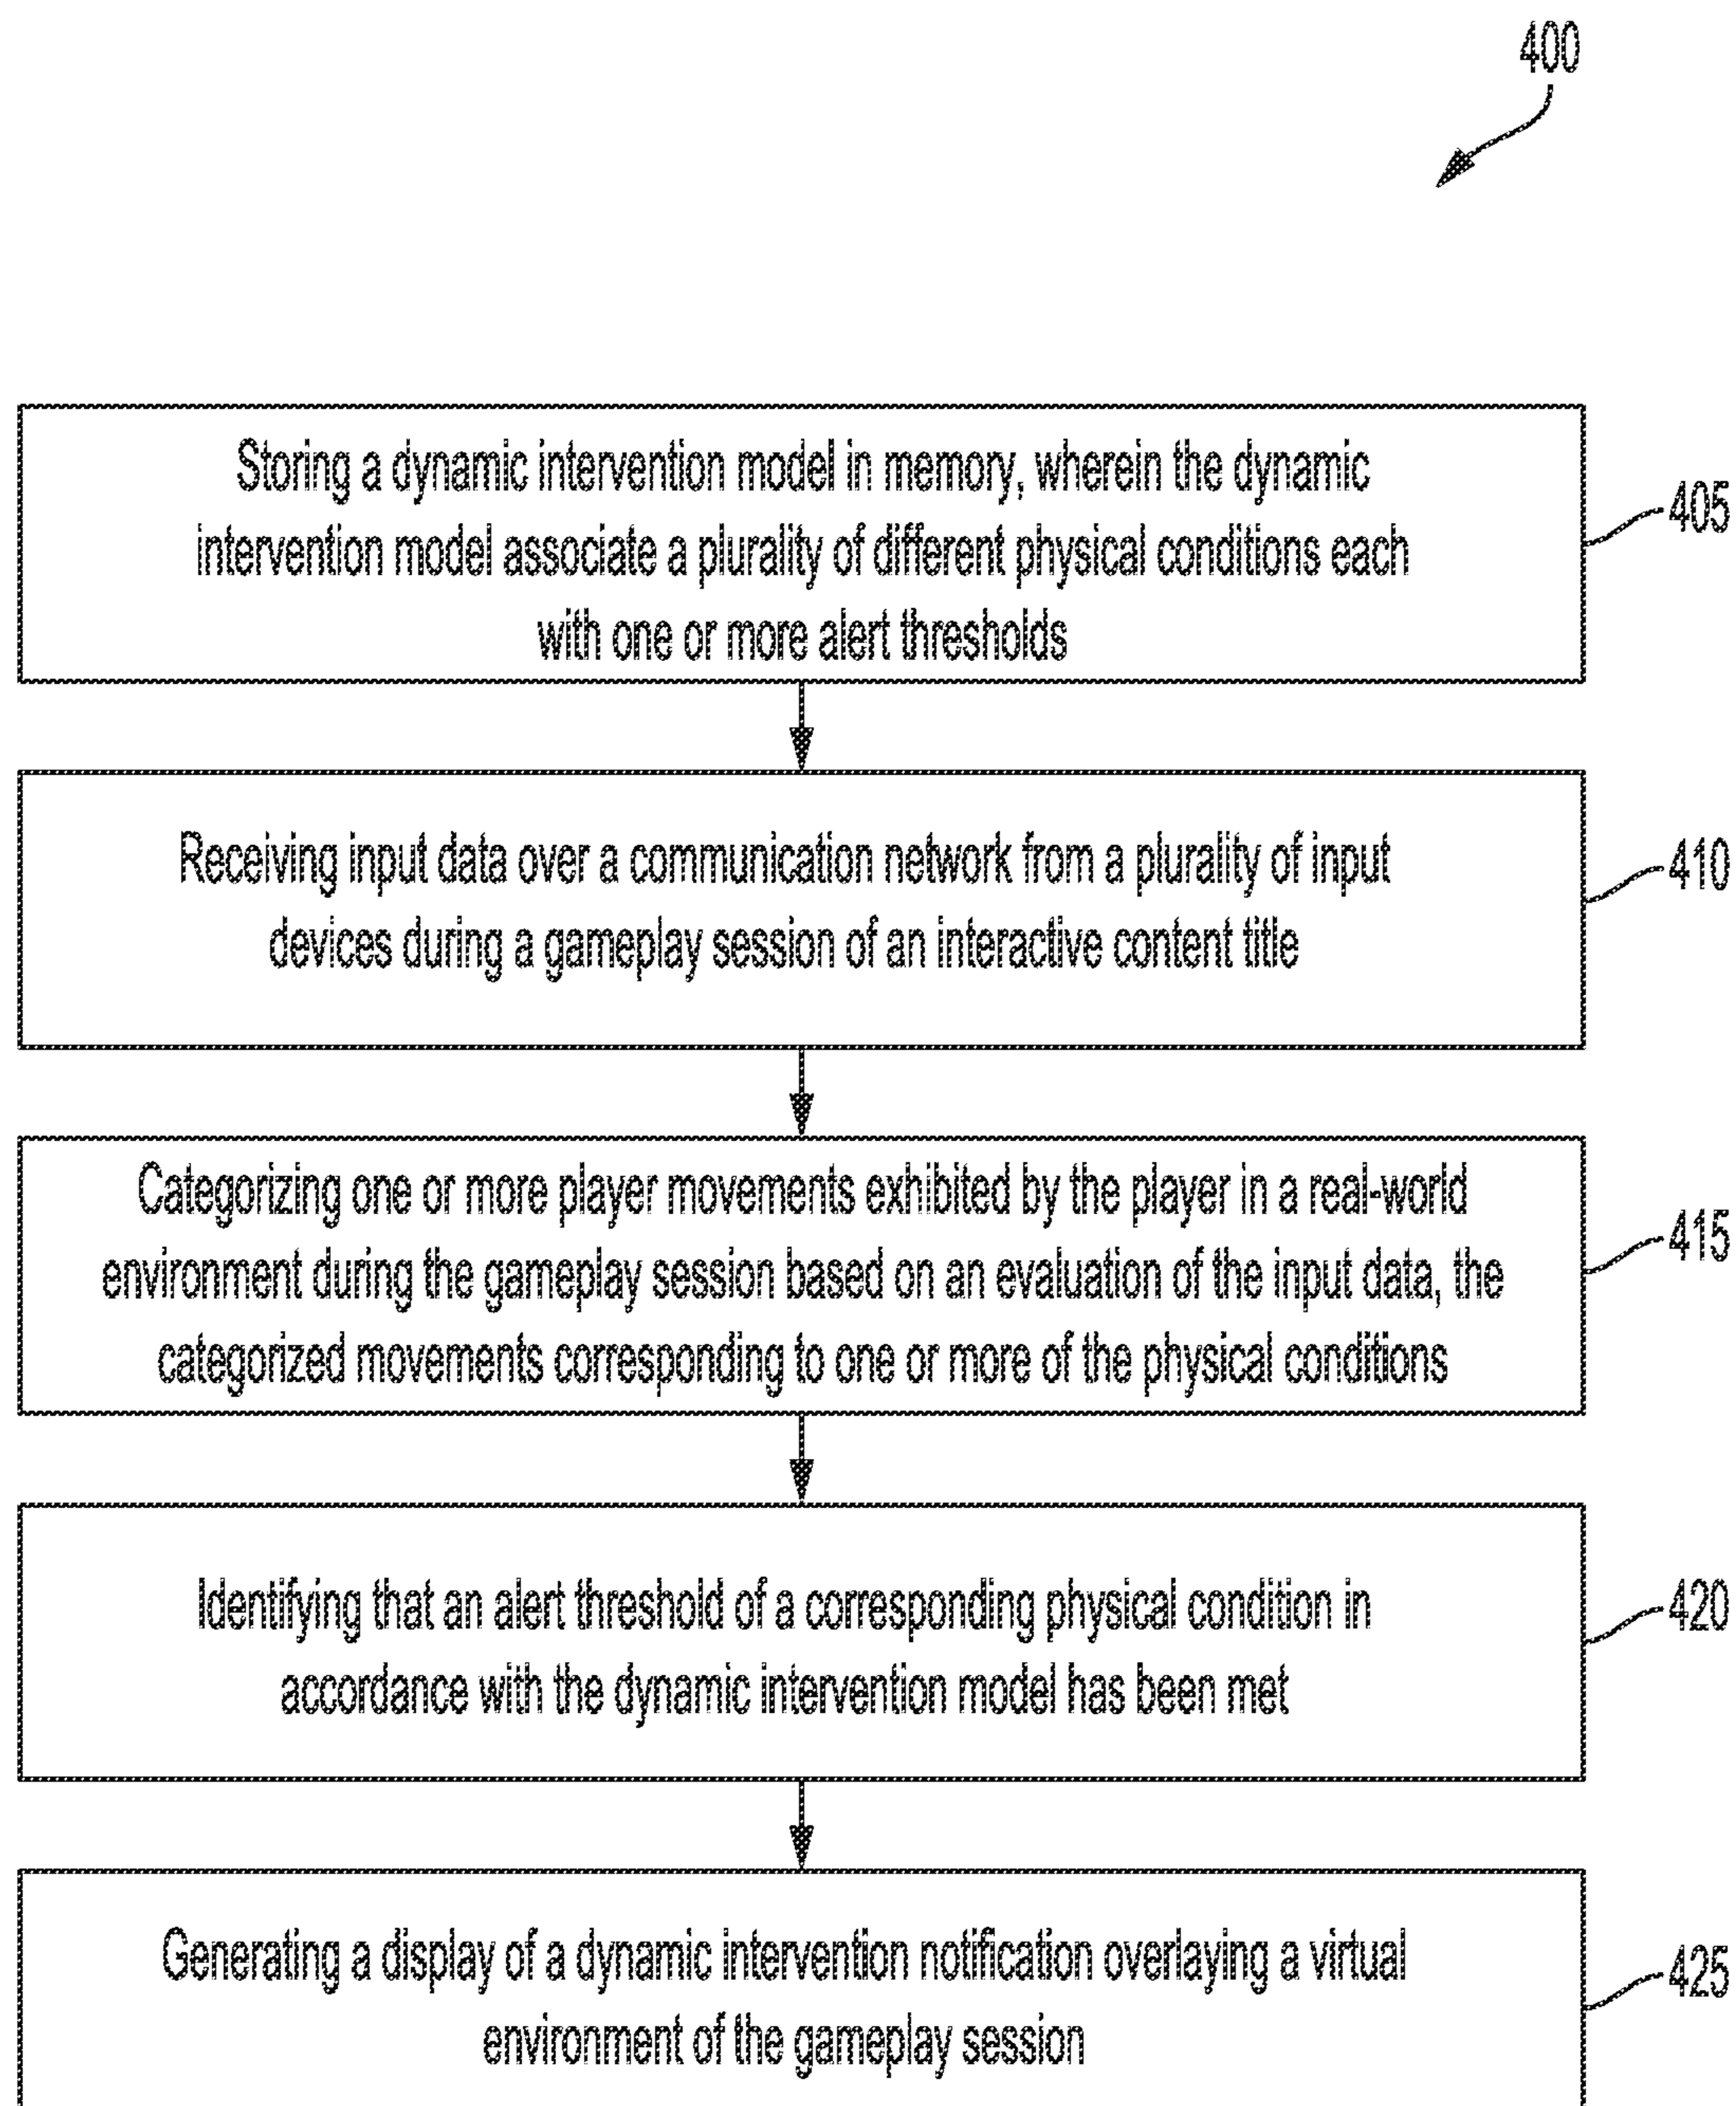 400
Storing a dynamic intervention model in memory, wherein the dynamic
intervention model associate a plurality of different physical conditions each
with one or more alert thresholds
405
Receiving input data over a communication network from a plurality of input
devices during a gameplay session of an interactive content title
410
Categorizing one or more player movements exhibited by the player in a real-world
environment during the gameplay session based on an evaluation of the input data, the
categorized movements corresponding to one or more of the physical conditions
415
Identifying that an alert threshold of a corresponding physical condition in
accordance with the dynamic intervention model has been met
420
Generating a display of a dynamic intervention notification overlaying a virtual
environment of the gameplay session
425